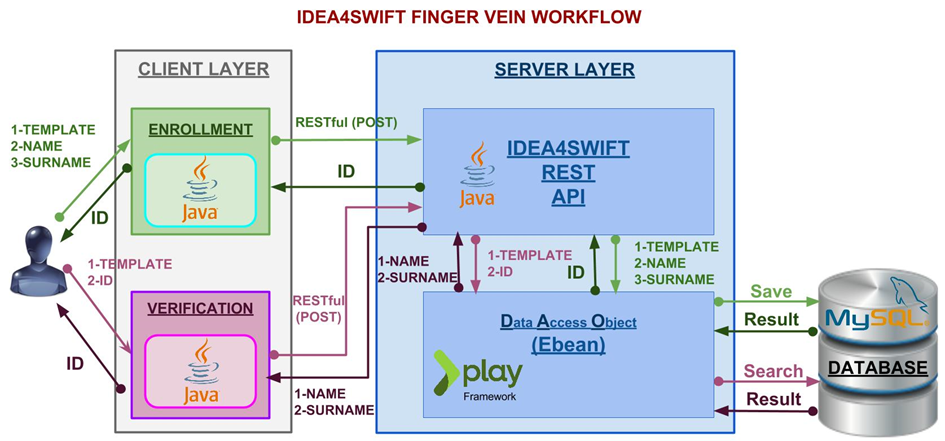 IDEA4SWIFT FINGER VEIN WORKFLOW
CLIENT LAYER
SERVER LAYER
1-TEMPLATE
2-NAME
3-SURNAME
ENROLLMENT
Java
RESTful (POST)
ID
ID
Java
IDEA4SWIFT
REST
API
1-TEMPLATE
2-ID
VERIFICATION
Java
ID
RESTful
(POST)
1-NAME
2-SURNAME
1-NAME
2-SURNAME
1-TEMPLATE
2-ID
ID
1-TEMPLATE
2-NAME
3-SURNAME
Data Access Object
(Ebean)
play
Framework
Save
Result
Search
Result
MySQL
DATABASE